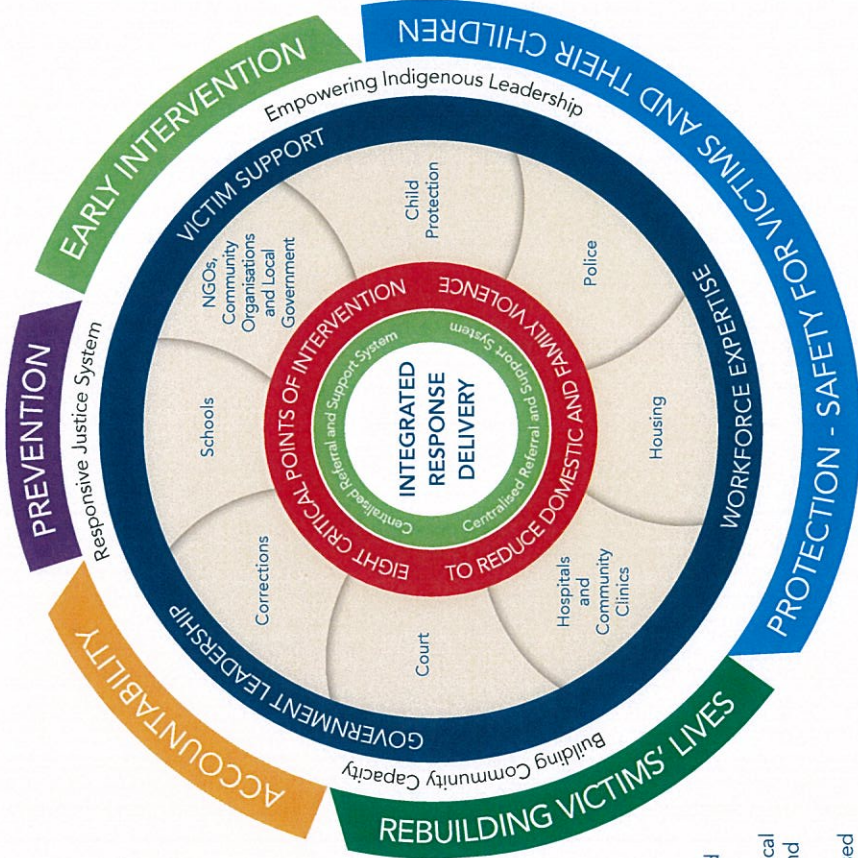 PREVENTION
EARLY INTERVENTION
PROTECTION - SAFETY FOR VICTIMS AND THEIR CHILDREN
REBUILDING VICTIMS' LIVES
ACCOUNTABILITY
Responsive Justice System
Empowering Indigenous Leadership
Building Community Capacity
GOVERNMENT LEADERSHIP
VICTIM SUPPORT
WORKFORCE EXPERTISE
Schools
NGOs,
Community
Organisations
and Local
Government
Child
Protection
Police
Housing
Hospitals
and
Community
Clinics
Court
Corrections
EIGHT CRITICAL POINTS OF INTERVENTION
TO REDUCE DOMESTIC AND FAMILY VIOLENCE
Centralised Referral and Support System
Centralised Referral and Support System
INTEGRATED
RESPONSE
DELIVERY